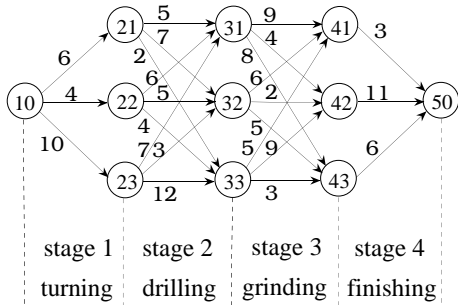 5 9
21 31 41
7 4 3
6 2 8
6 6
10 4 22 5 32 2 42 11 50
4 5
10 7 3 5 9 6
23 12 33 3 43
stage 1 stage 2 stage 3 stage 4
turning drilling grinding finishing